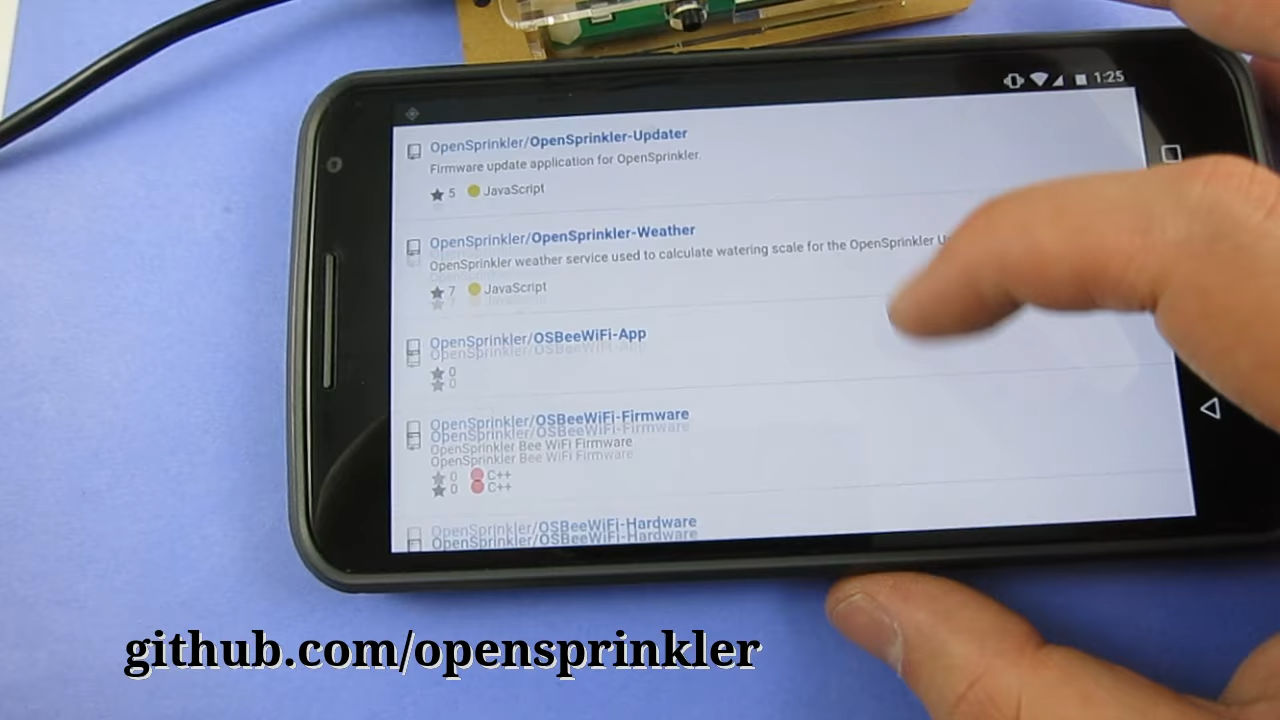 1:25
OpenSprinkler/OpenSprinkler-Updater
Firmware update application for OpenSprinkler.
5 JavaScript
OpenSprinkler/OpenSprinkler-Weather
OpenSprinkler weather service used to calculate watering scale for the OpenSprinkler
7 JavaScript
OpenSprinkler/OSBeeWiFi-App
0
OpenSprinkler/OSBeeWiFi-Firmware
OpenSprinkler Bee WiFi Firmware
0 C++
OpenSprinkler/OSBeeWiFi-Hardware
github.com/opensprinkler